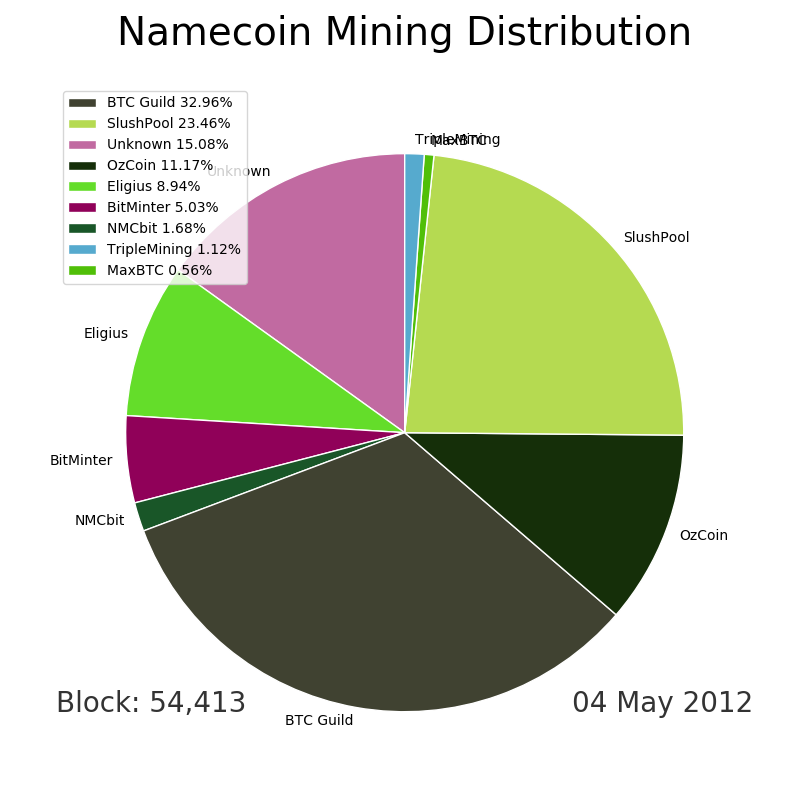 Namecoin Mining Distribution
BTC Guild 32.96%
SlushPool 23.46%
Unknown 15.08%
OzCoin 11.17%
Eligius 8.94%
BitMinter 5.03%
NMCbit 1.68%
TripleMining 1.12%
MaxBTC 0.56%
TripleMining
MaxBTC
Unknown
SlushPool
Eligius
BitMinter
NMCbit
OzCoin
BTC Guild
Block: 54,413
04 May 2012